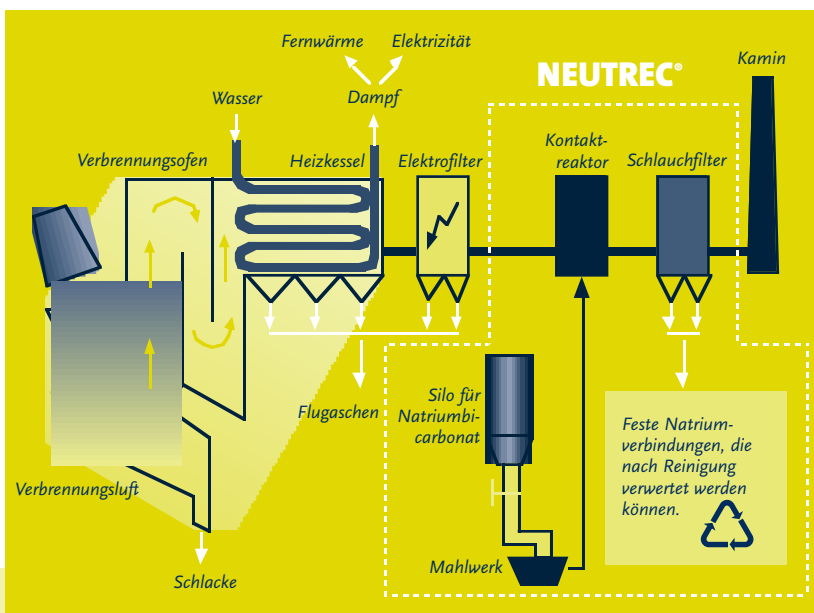 Fernwärme
Elektrizität
NEUTREC®
Kamin
Wasser
Dampf
Verbrennungsofen
Heizkessel
Elektrofilter
Kontakt-
reaktor
Schlauchfilter
Flugaschen
Silo für
Natriumbi-
carbonat
Feste Natrium-
verbindungen, die
nach Reinigung
verwertet werden
können.
Verbrennungsluft
Mahlwerk
Schlacke